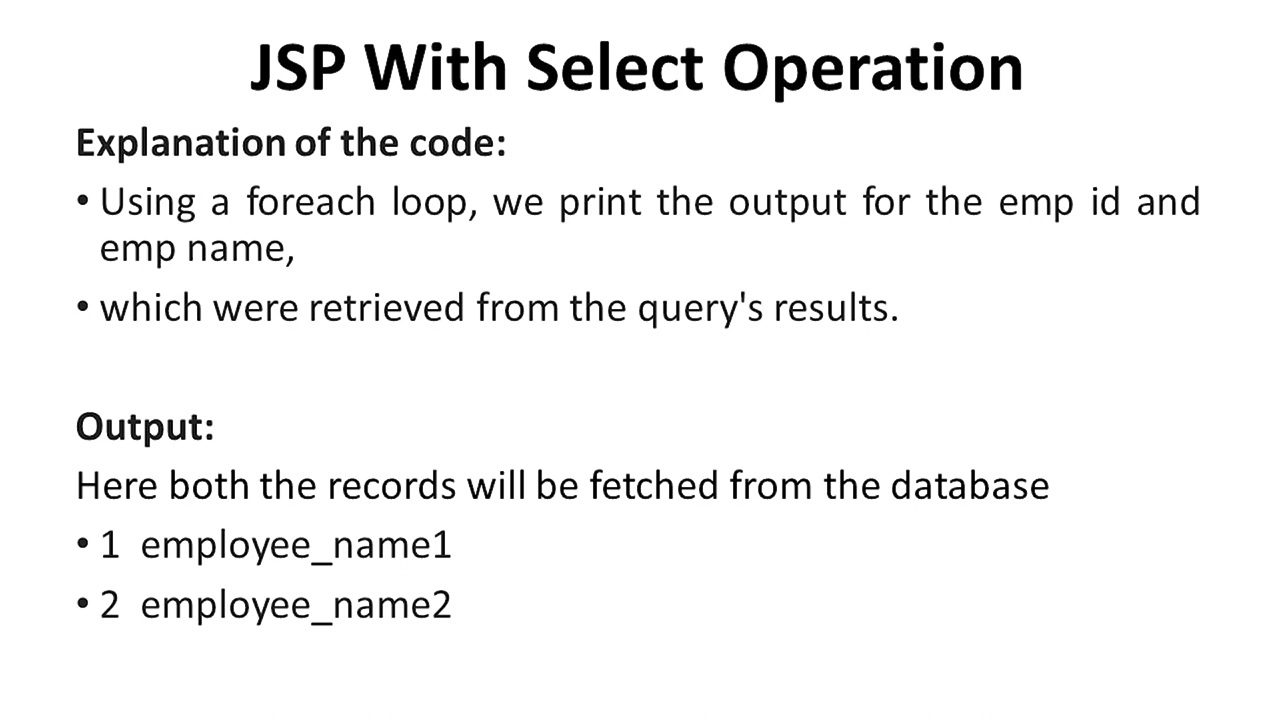 JSP With Select Operation
Explanation of the code:
• Using a foreach loop, we print the output for the emp id and
emp name,
• which were retrieved from the query's results.
Output:
Here both the records will be fetched from the database
• 1 employee_name1
• 2 employee_name2